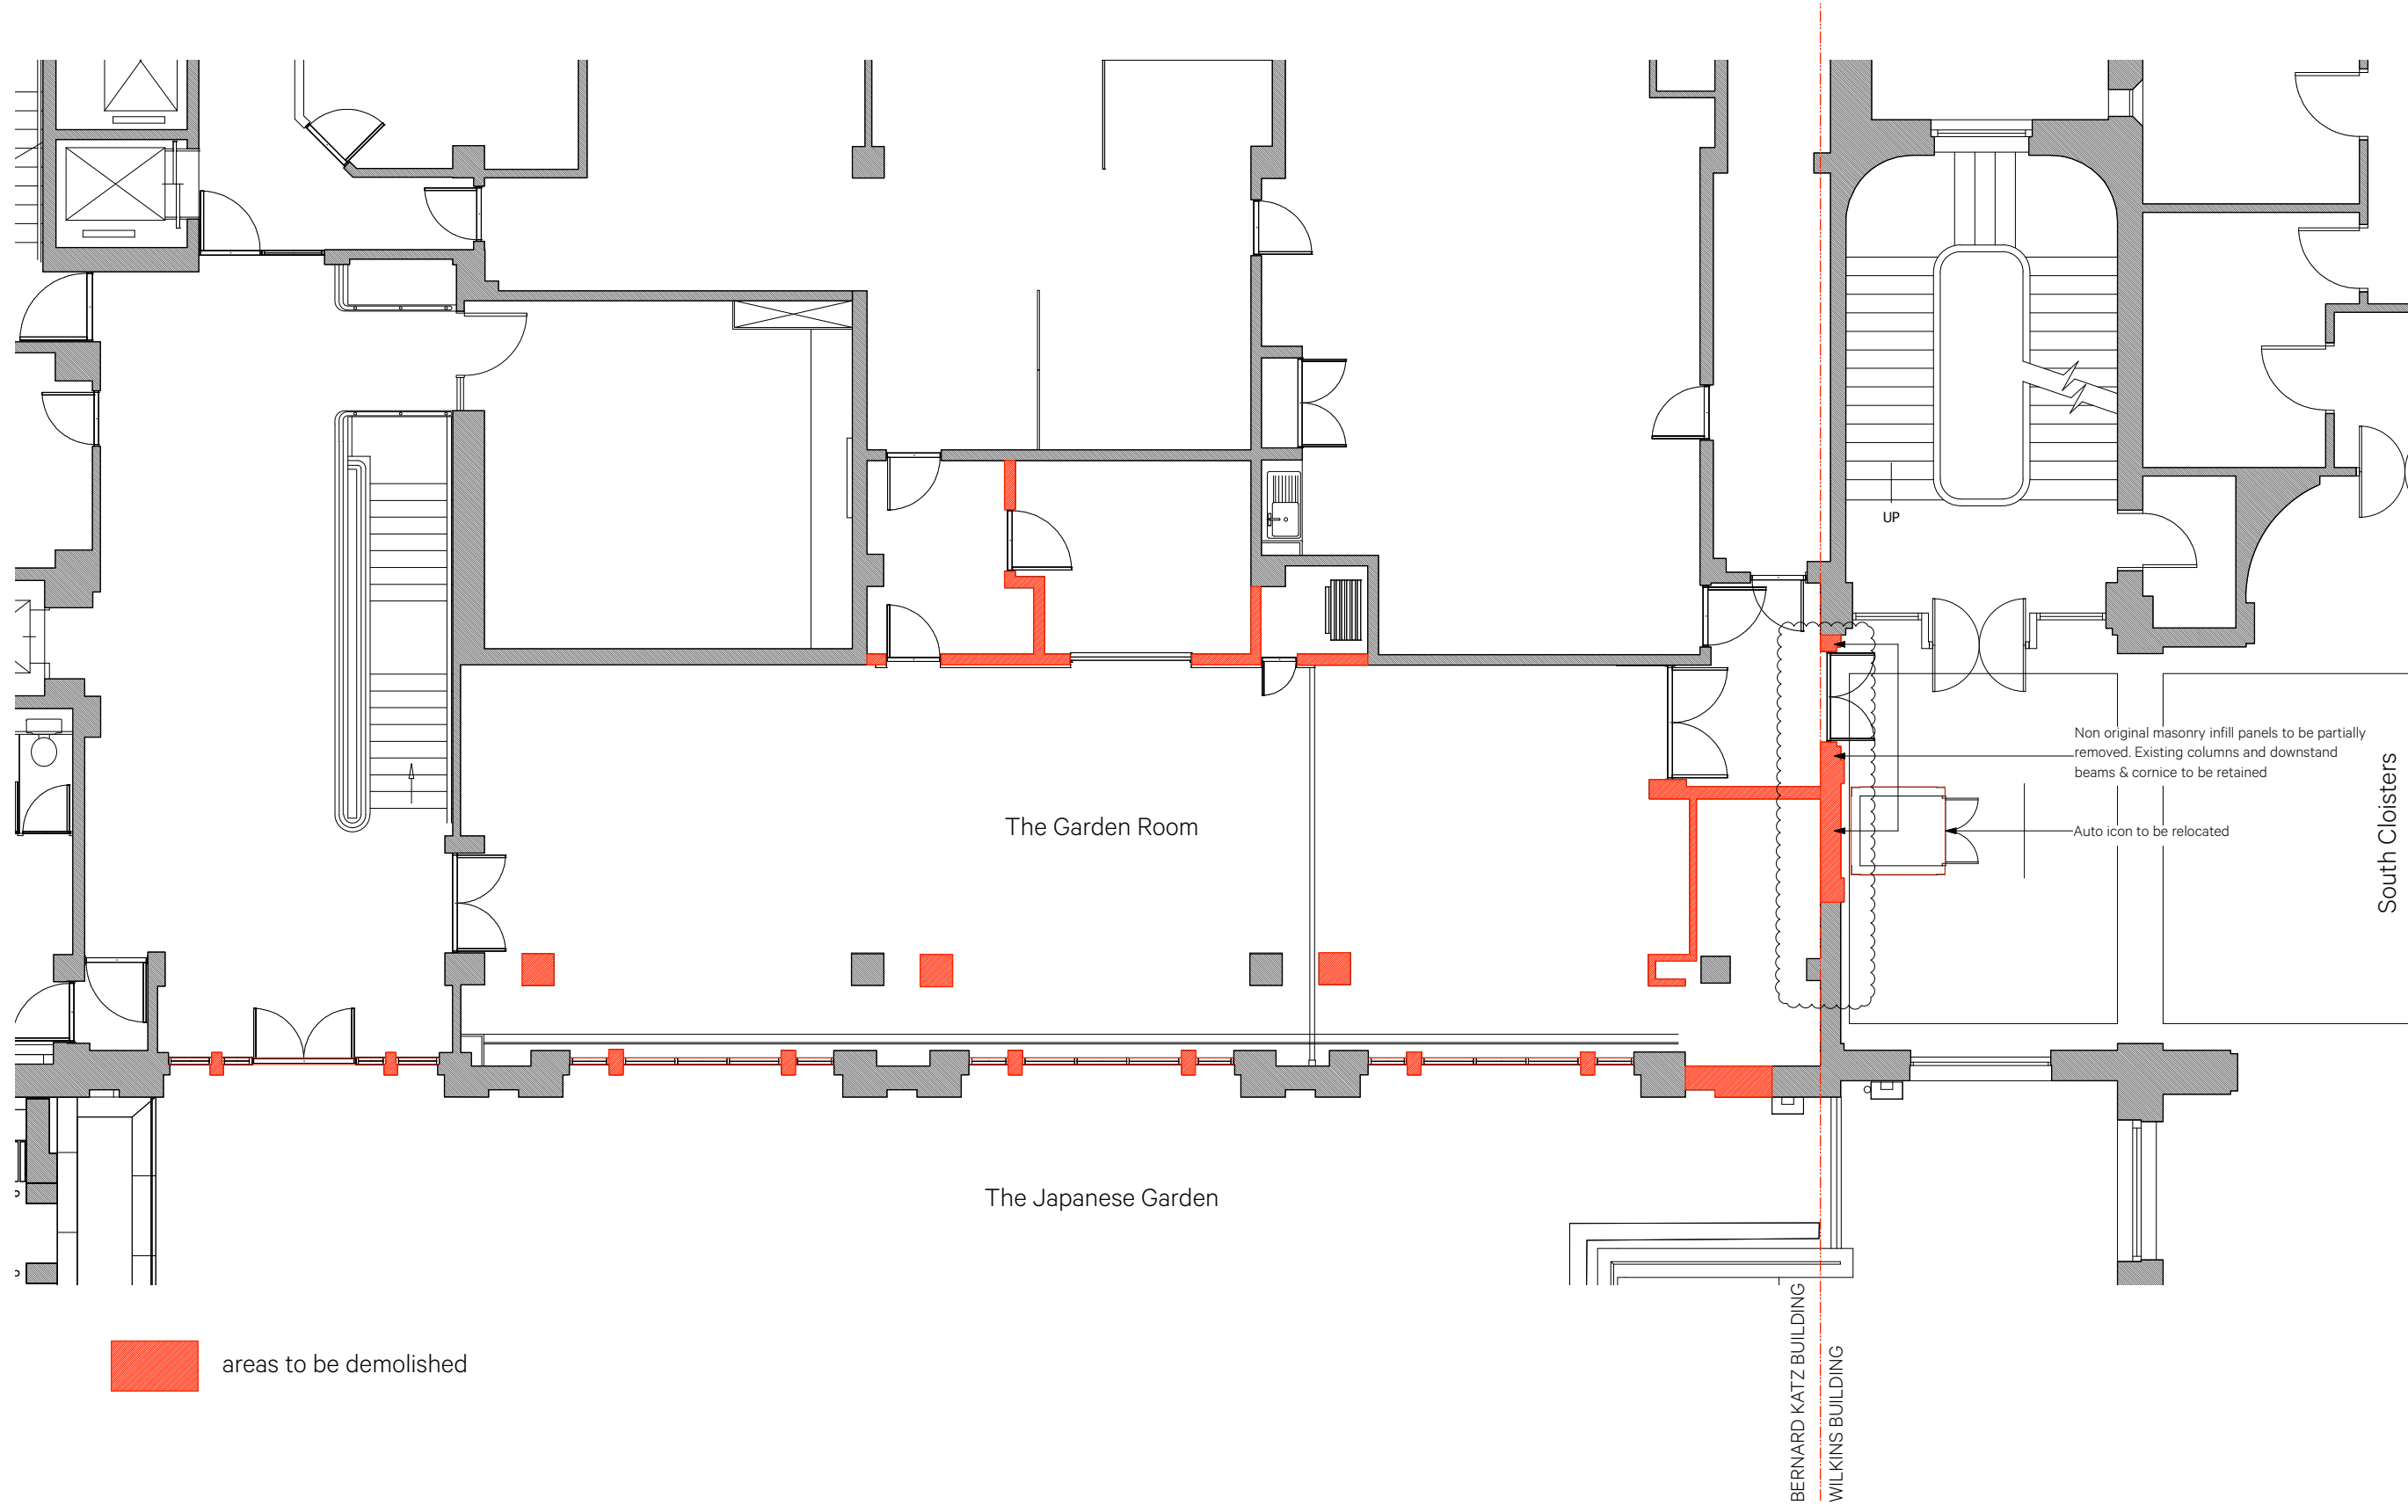 UP
Non original masonry infill panels to be partially
removed. Existing columns and downstand
beams & cornice to be retained
Auto icon to be relocated
South Cloisters
The Garden Room
The Japanese Garden
areas to be demolished
BERNARD KATZ BUILDING
WILKINS BUILDING